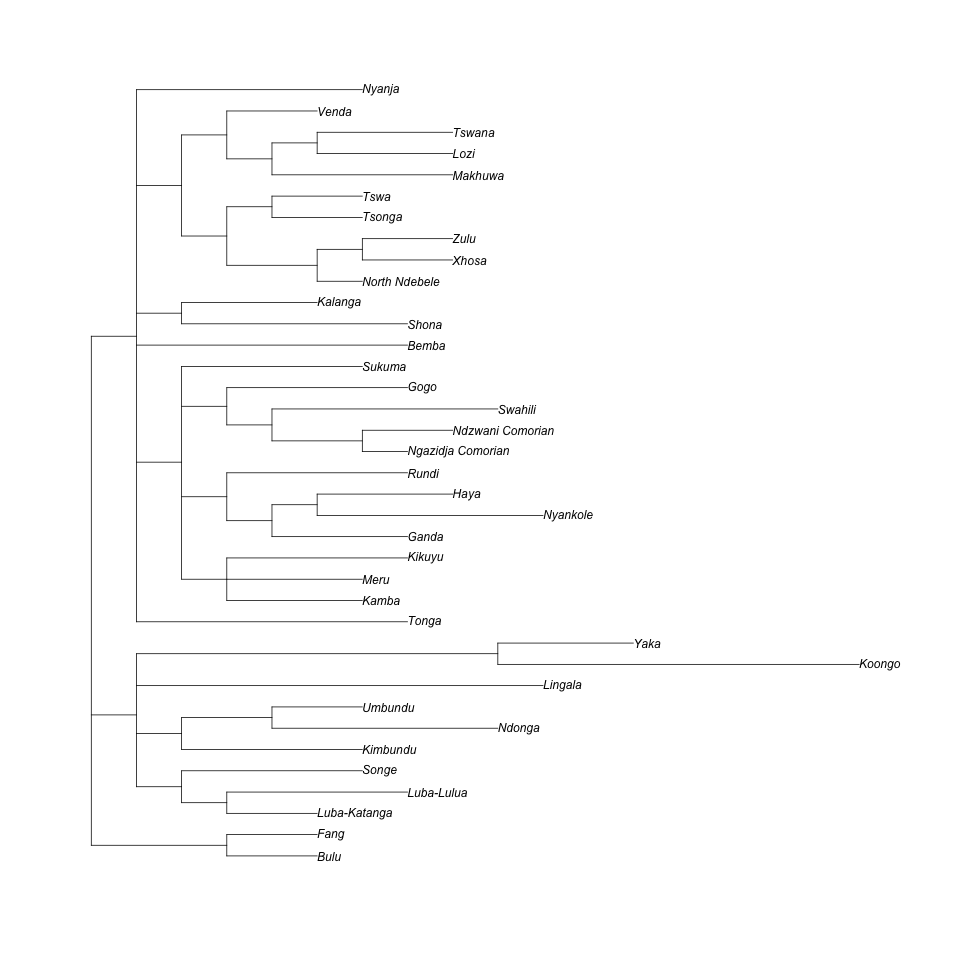 Nyanja
Venda
Tswana
Lozi
Makhuwa
Tswa
Tsonga
Zulu
Xhosa
North Ndebele
Kalanga
Shona
Bemba
Sukuma
Gogo
Swahili
Ndzwani Comorian
Ngazidja Comorian
Rundi
Haya
Nyankole
Ganda
Kikuyu
Meru
Kamba
Tonga
Yaka
Koongo
Lingala
Umbundu
Ndonga
Kimbundu
Songe
Luba-Lulua
Luba-Katanga
Fang
Bulu